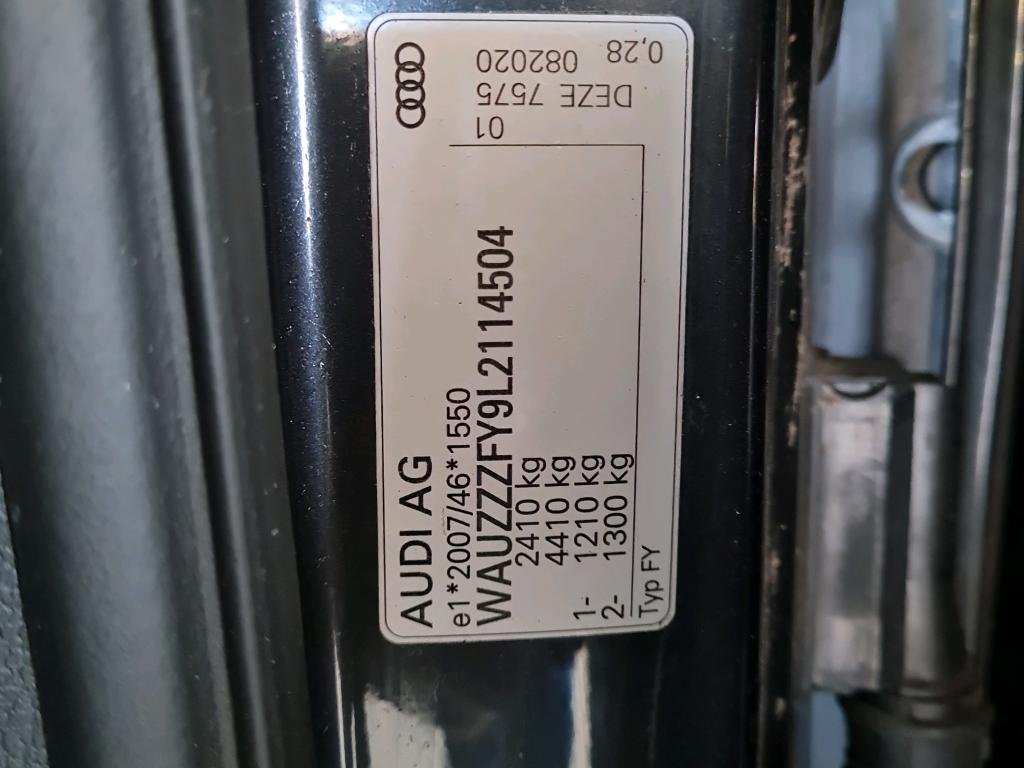 AUDI AG
e1*2007/46*1550
WAUZZZFY9L2114504
2410 kg
4410 kg
1- 1210 kg
2- 1300 kg
Typ FY
01
DEZE 7575
082020
0,28